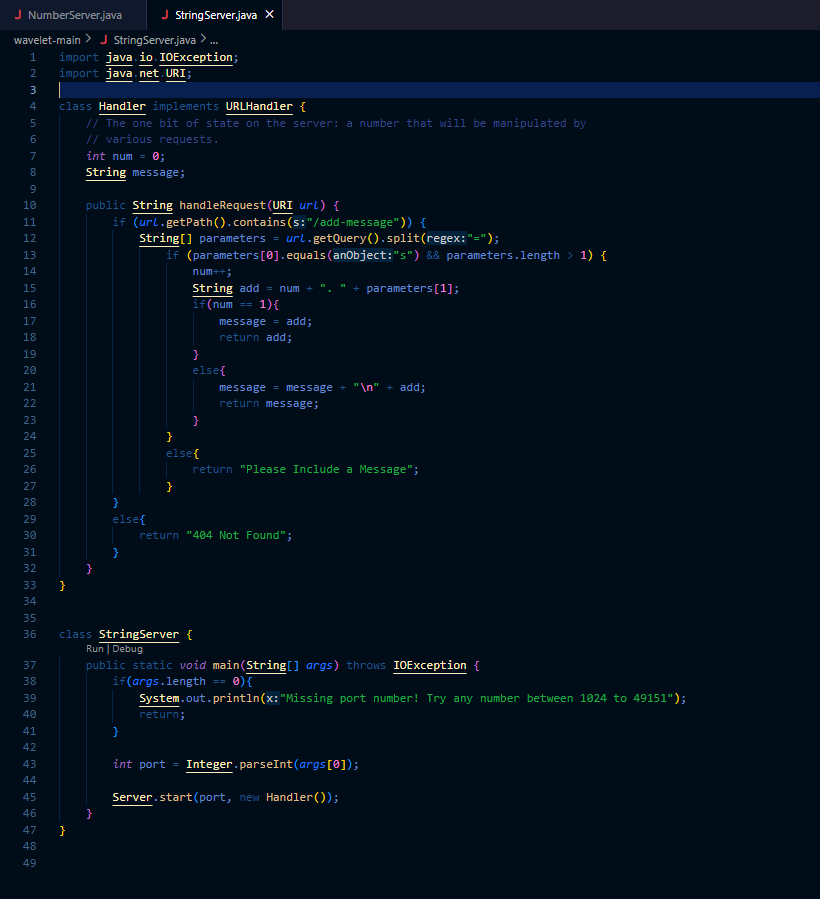 NumberServer.java StringServer.java
wavelet-main > StringServer.java > ...
1 import java.io.IOException;
2 import java.net.URI;
3
4 class Handler implements URLHandler {
5 // The one bit of state on the server: a number that will be manipulated by
6 // various requests.
7 int num = 0;
8 String message;
9
10 public String handleRequest(URI url) {
11 if (url.getPath().contains(s:"/add-message")) {
12 String[] parameters = url.getQuery().split(regex:"=");
13 if (parameters[0].equals(anObject:"s") && parameters.length > 1) {
14 num++;
15 String add = num + ". " + parameters[1];
16 if(num == 1){
17 message = add;
18 return add;
19 }
20 else{
21 message = message + "\n" + add;
22 return message;
23 }
24 }
25 else{
26 return "Please Include a Message";
27 }
28 }
29 else{
30 return "404 Not Found";
31 }
32 }
33 }
34
35
36 class StringServer {
Run | Debug
37 public static void main(String[] args) throws IOException {
38 if(args.length == 0){
39 System.out.println(x:"Missing port number! Try any number between 1024 to 49151");
40 return;
41 }
42
43 int port = Integer.parseInt(args[0]);
44
45 Server.start(port, new Handler());
46 }
47 }
48
49